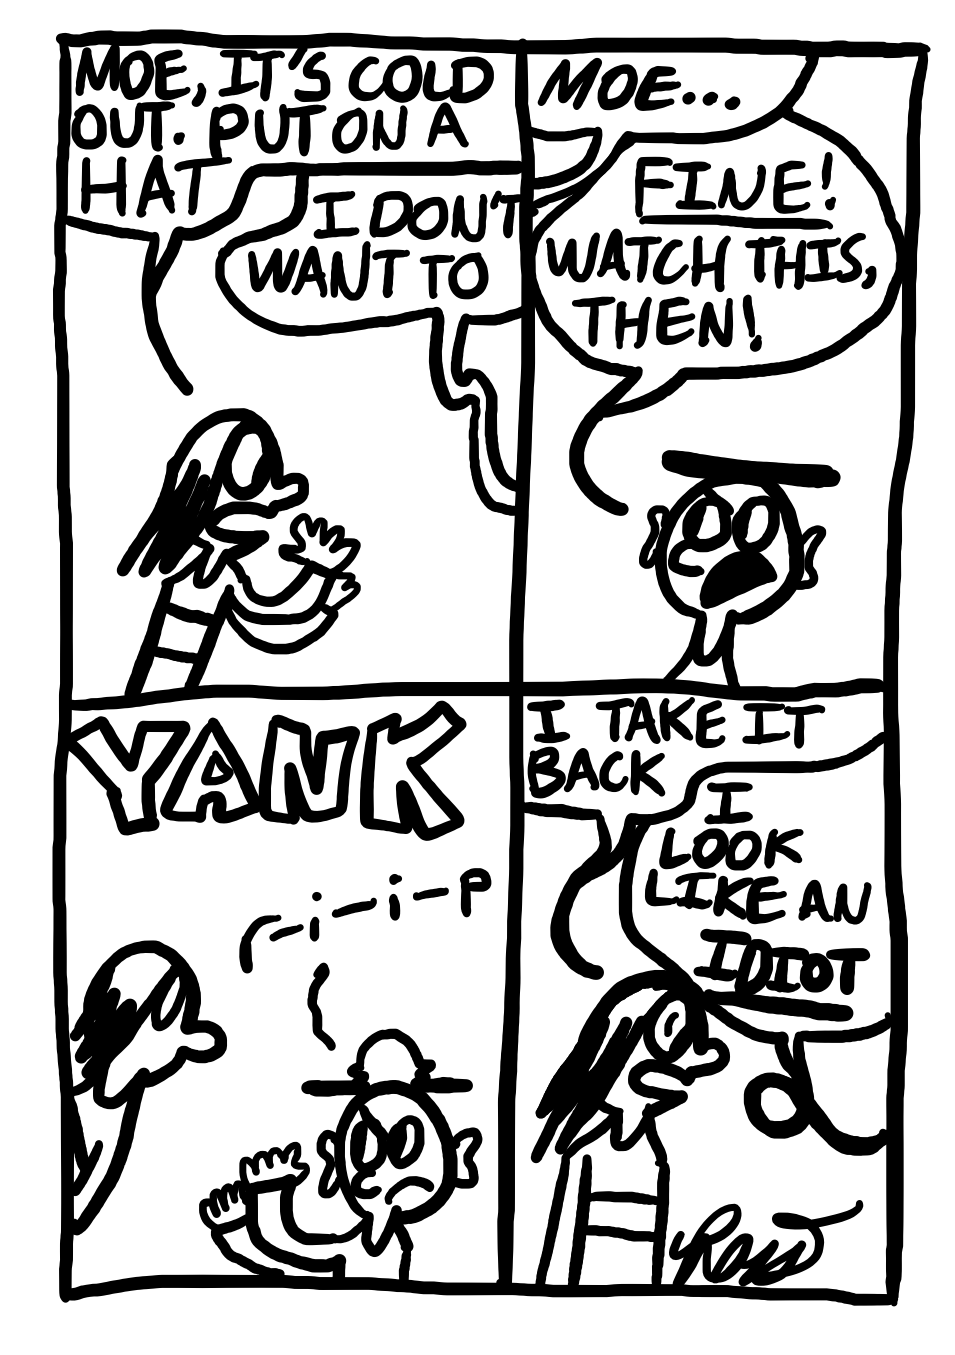 MOE, IT'S COLD
OUT. PUT ON A
HAT
I DON'T
WANT TO
MOE...
FINE!
WATCH THIS,
THEN!
YANK
r-i-i-p
I TAKE IT
BACK
I
LOOK
LIKE AN
IDIOT
Ross